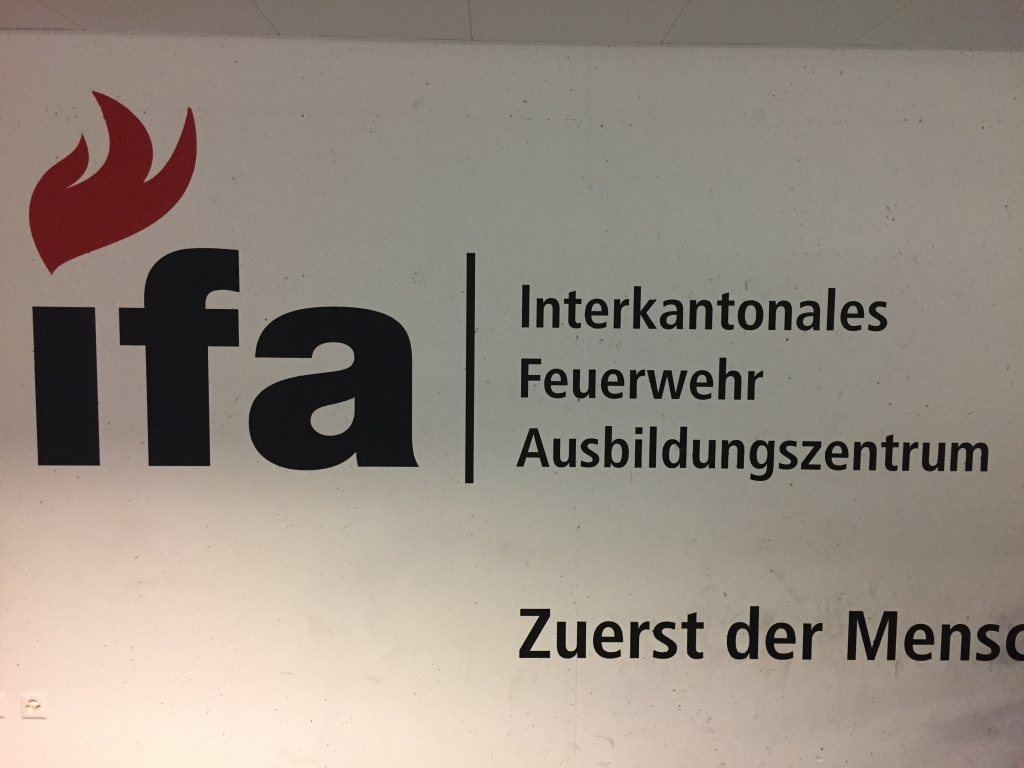 ifa
Interkantonales
Feuerwehr
Ausbildungszentrum
Zuerst der Mensc